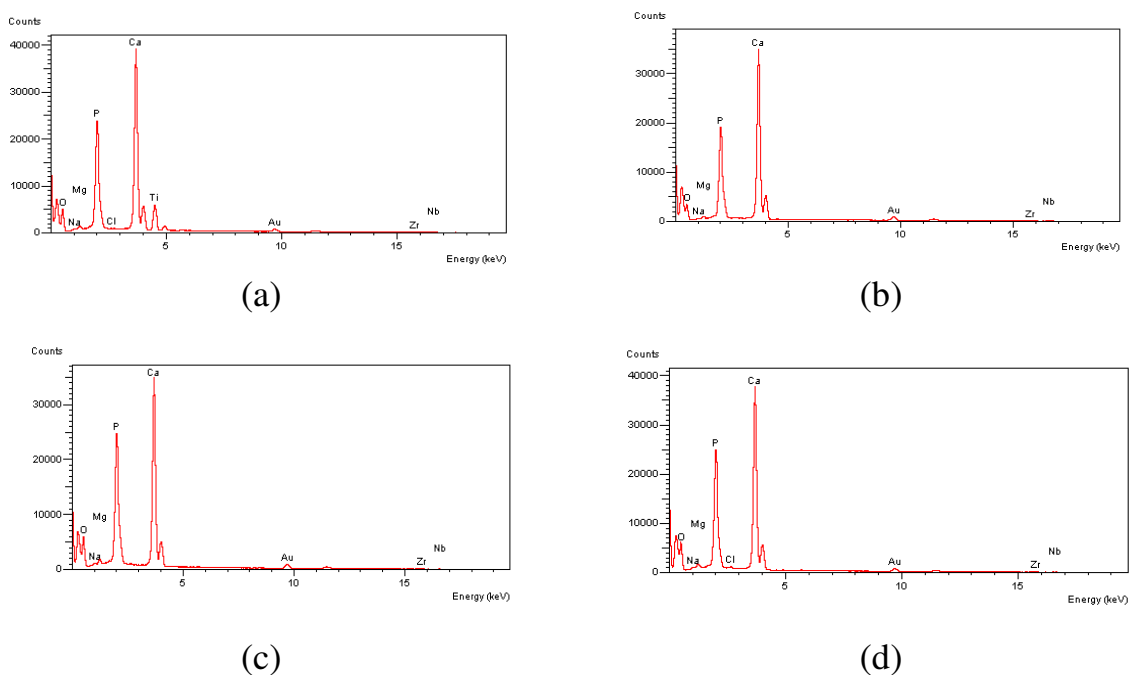 Counts
40000
30000
20000
10000
0
Ca
P
Mg
O
Na
Cl
Ti
Au
Nb
Zr
5
10
15
Energy (keV)
(a)
Counts
30000
20000
10000
0
Ca
P
Mg
O
Na
Au
Nb
Zr
5
10
15
Energy (keV)
(b)
Counts
30000
20000
10000
0
Ca
P
Mg
O
Na
Au
Nb
Zr
5
10
15
Energy (keV)
(c)
Counts
40000
30000
20000
10000
0
Ca
P
Mg
O
Na
Cl
Au
Nb
Zr
5
10
15
Energy (keV)
(d)